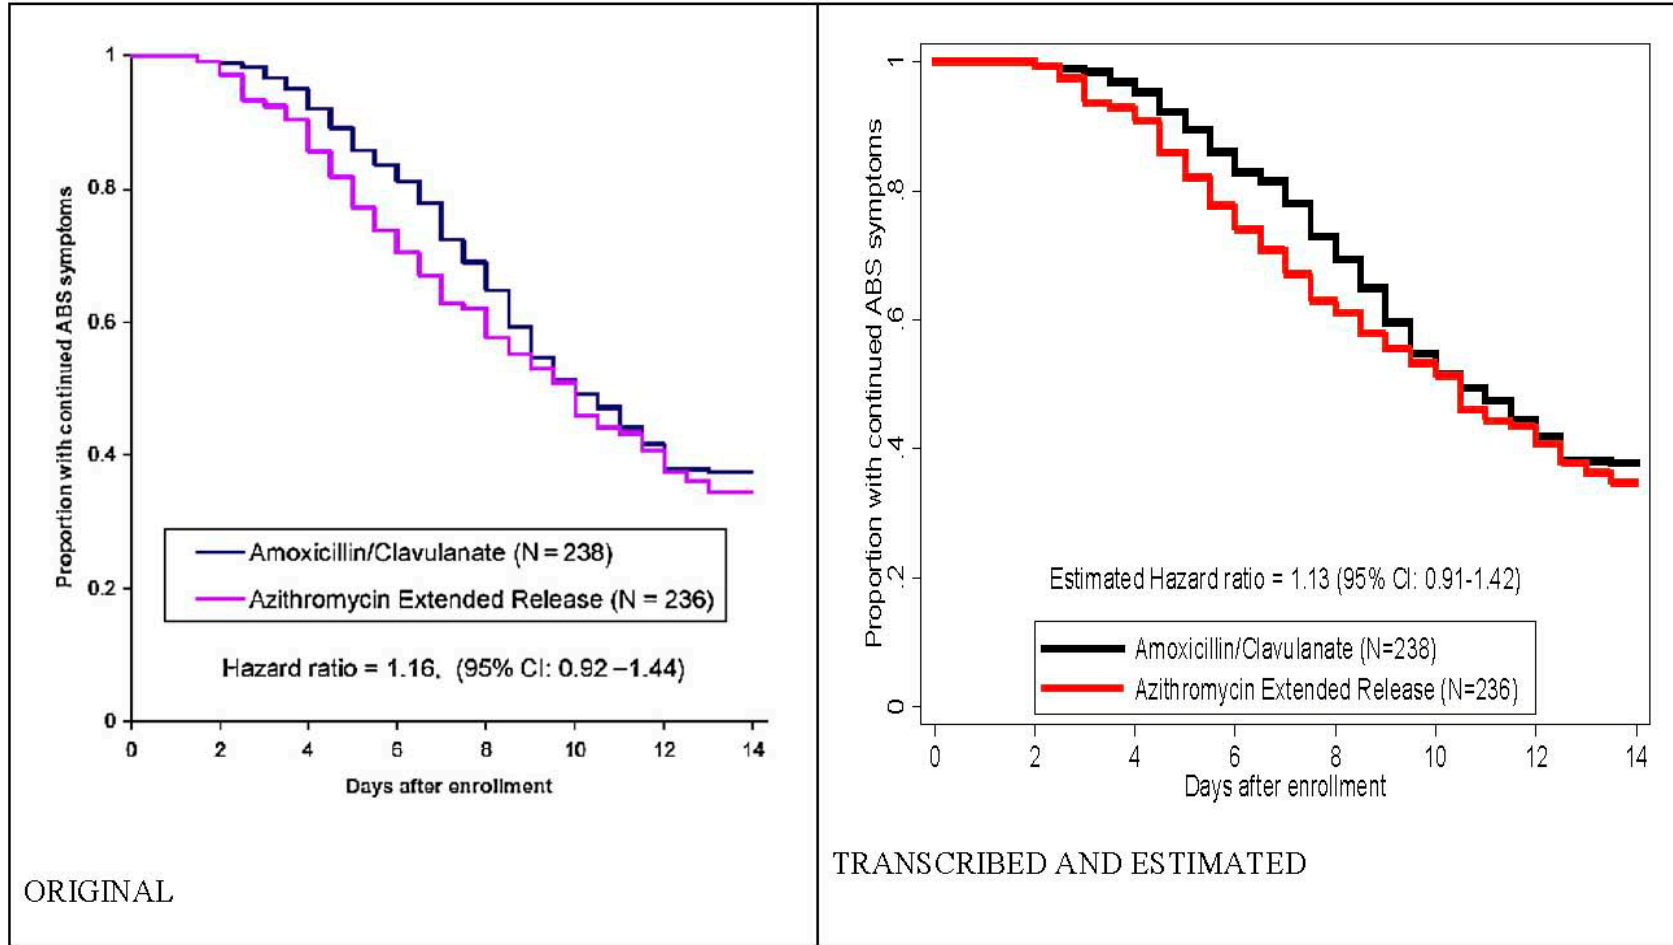 1
0.8
0.6
0.4
0.2
0
Proportion with continued ABS symptoms
Amoxicillin/Clavulanate (N = 238)
Azithromycin Extended Release (N = 236)
Hazard ratio = 1.16, (95% CI: 0.92 –1.44)
0 2 4 6 8 10 12 14
Days after enrollment
ORIGINAL
1
.8
.6
.4
.2
0
Proportion with continued ABS symptoms
Estimated Hazard ratio = 1.13 (95% CI: 0.91-1.42)
Amoxicillin/Clavulanate (N=238)
Azithromycin Extended Release (N=236)
0 2 4 6 8 10 12 14
Days after enrollment
TRANSCRIBED AND ESTIMATED